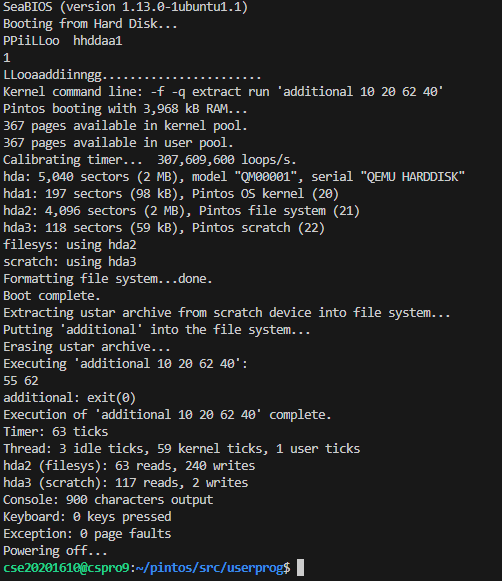 SeaBIOS (version 1.13.0-1ubuntu1.1)
Booting from Hard Disk...
PPiiLLoo  hhddaa1
1
LLooaaddiinngg......................
Kernel command line: -f -q extract run 'additional 10 20 62 40'
Pintos booting with 3,968 kB RAM...
367 pages available in kernel pool.
367 pages available in user pool.
Calibrating timer...  307,609,600 loops/s.
hda: 5,040 sectors (2 MB), model "QM00001", serial "QEMU HARDDISK"
hda1: 197 sectors (98 kB), Pintos OS kernel (20)
hda2: 4,096 sectors (2 MB), Pintos file system (21)
hda3: 118 sectors (59 kB), Pintos scratch (22)
filesys: using hda2
scratch: using hda3
Formatting file system...done.
Boot complete.
Extracting ustar archive from scratch device into file system...
Putting 'additional' into the file system...
Erasing ustar archive...
Executing 'additional 10 20 62 40':
55 62
additional: exit(0)
Execution of 'additional 10 20 62 40' complete.
Timer: 63 ticks
Thread: 3 idle ticks, 59 kernel ticks, 1 user ticks
hda2 (filesys): 63 reads, 240 writes
hda3 (scratch): 117 reads, 2 writes
Console: 900 characters output
Keyboard: 0 keys pressed
Exception: 0 page faults
Powering off...
cse20201610@cspro9:~/pintos/src/userprog$